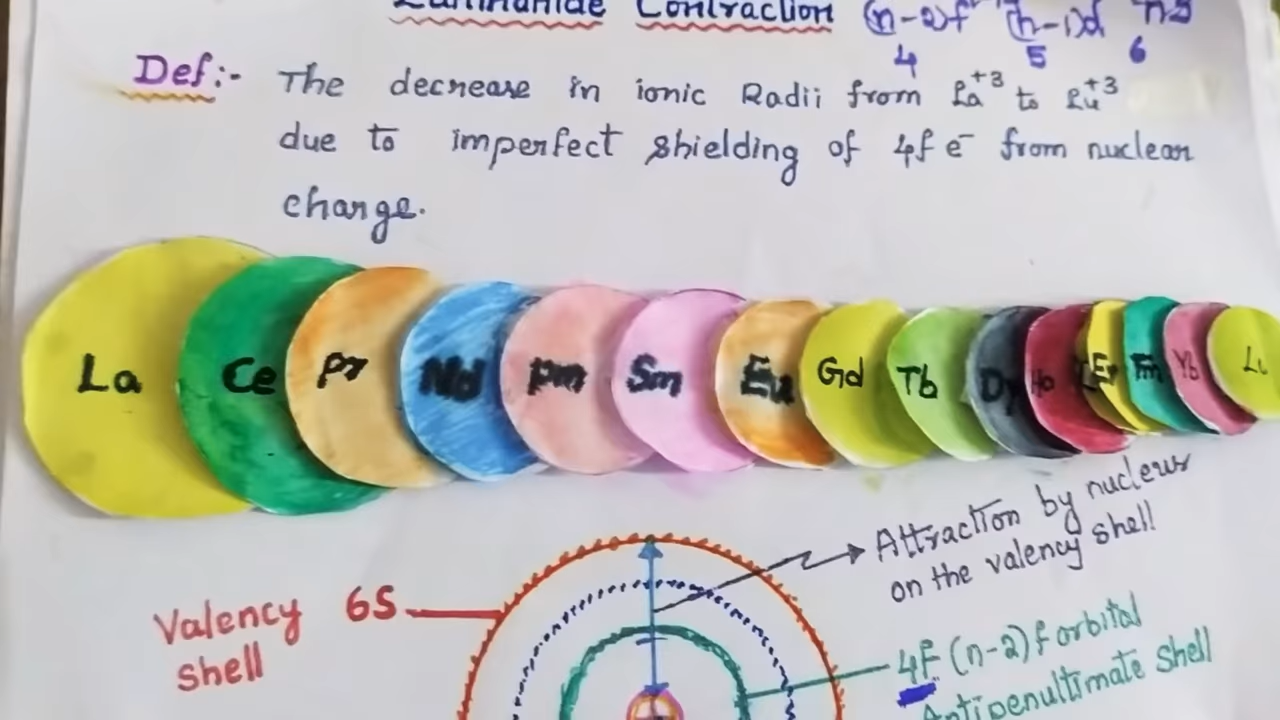 Lanthanide Contraction (n-2)f (n-1)d ns
4 5 6
Def:- The decrease in ionic Radii from La+3 to Lu+3
due to imperfect shielding of 4f e- from nuclear
charge.
La Ce Pr Nd Pm Sm Eu Gd Tb Dy Ho Er Tm Yb Lu
Attraction by nucleus
on the valency shell
Valency 6S
shell
4f (n-2) f orbital
Antipenultimate shell